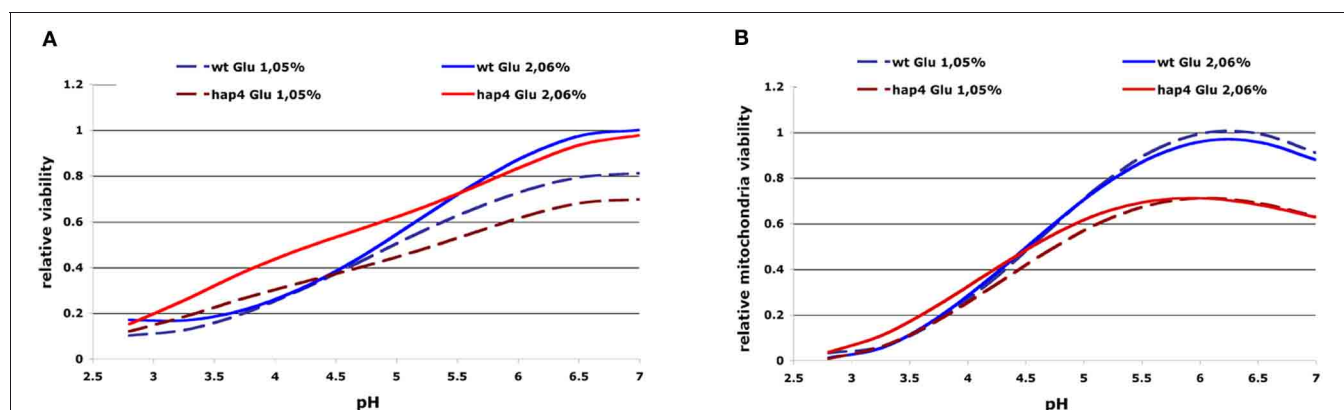 A
wt Glu 1,05%
wt Glu 2,06%
hap4 Glu 1,05%
hap4 Glu 2,06%
relative viability
1.2
1
0.8
0.6
0.4
0.2
0
2.5 3 3.5 4 4.5 5 5.5 6 6.5 7
pH
B
wt Glu 1,05%
wt Glu 2,06%
hap4 Glu 1,05%
hap4 Glu 2,06%
relative mitochondria viability
1.2
1
0.8
0.6
0.4
0.2
0
2.5 3 3.5 4 4.5 5 5.5 6 6.5 7
pH